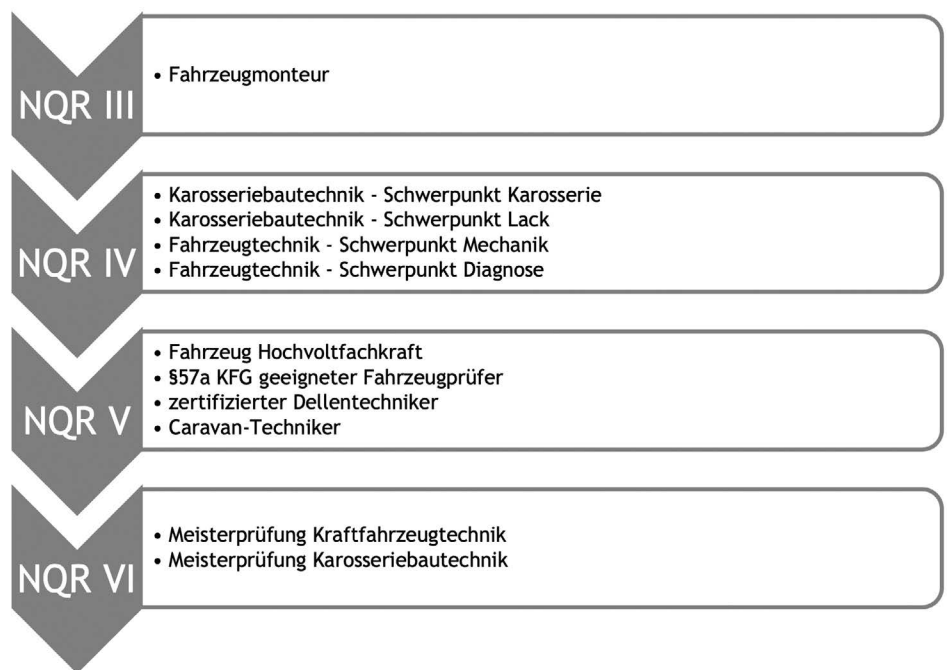 NQR III
• Fahrzeugmonteur
NQR IV
• Karosseriebautechnik - Schwerpunkt Karosserie
• Karosseriebautechnik - Schwerpunkt Lack
• Fahrzeugtechnik - Schwerpunkt Mechanik
• Fahrzeugtechnik - Schwerpunkt Diagnose
NQR V
• Fahrzeug Hochvoltfachkraft
• §57a KFG geeigneter Fahrzeugprüfer
• zertifizierter Dellentechniker
• Caravan-Techniker
NQR VI
• Meisterprüfung Kraftfahrzeugtechnik
• Meisterprüfung Karosseriebautechnik